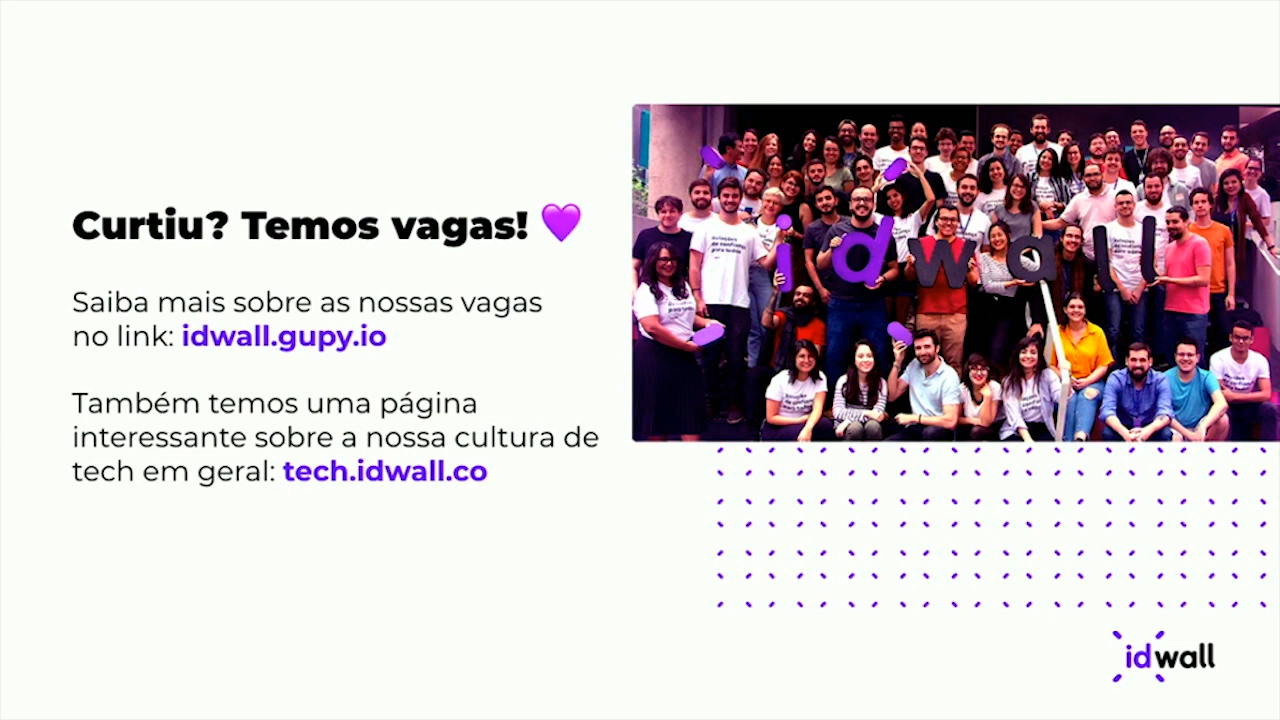 Curtiu? Temos vagas! 💜
Saiba mais sobre as nossas vagas
no link: idwall.gupy.io
Também temos uma página
interessante sobre a nossa cultura de
tech em geral: tech.idwall.co
idwall
idwall